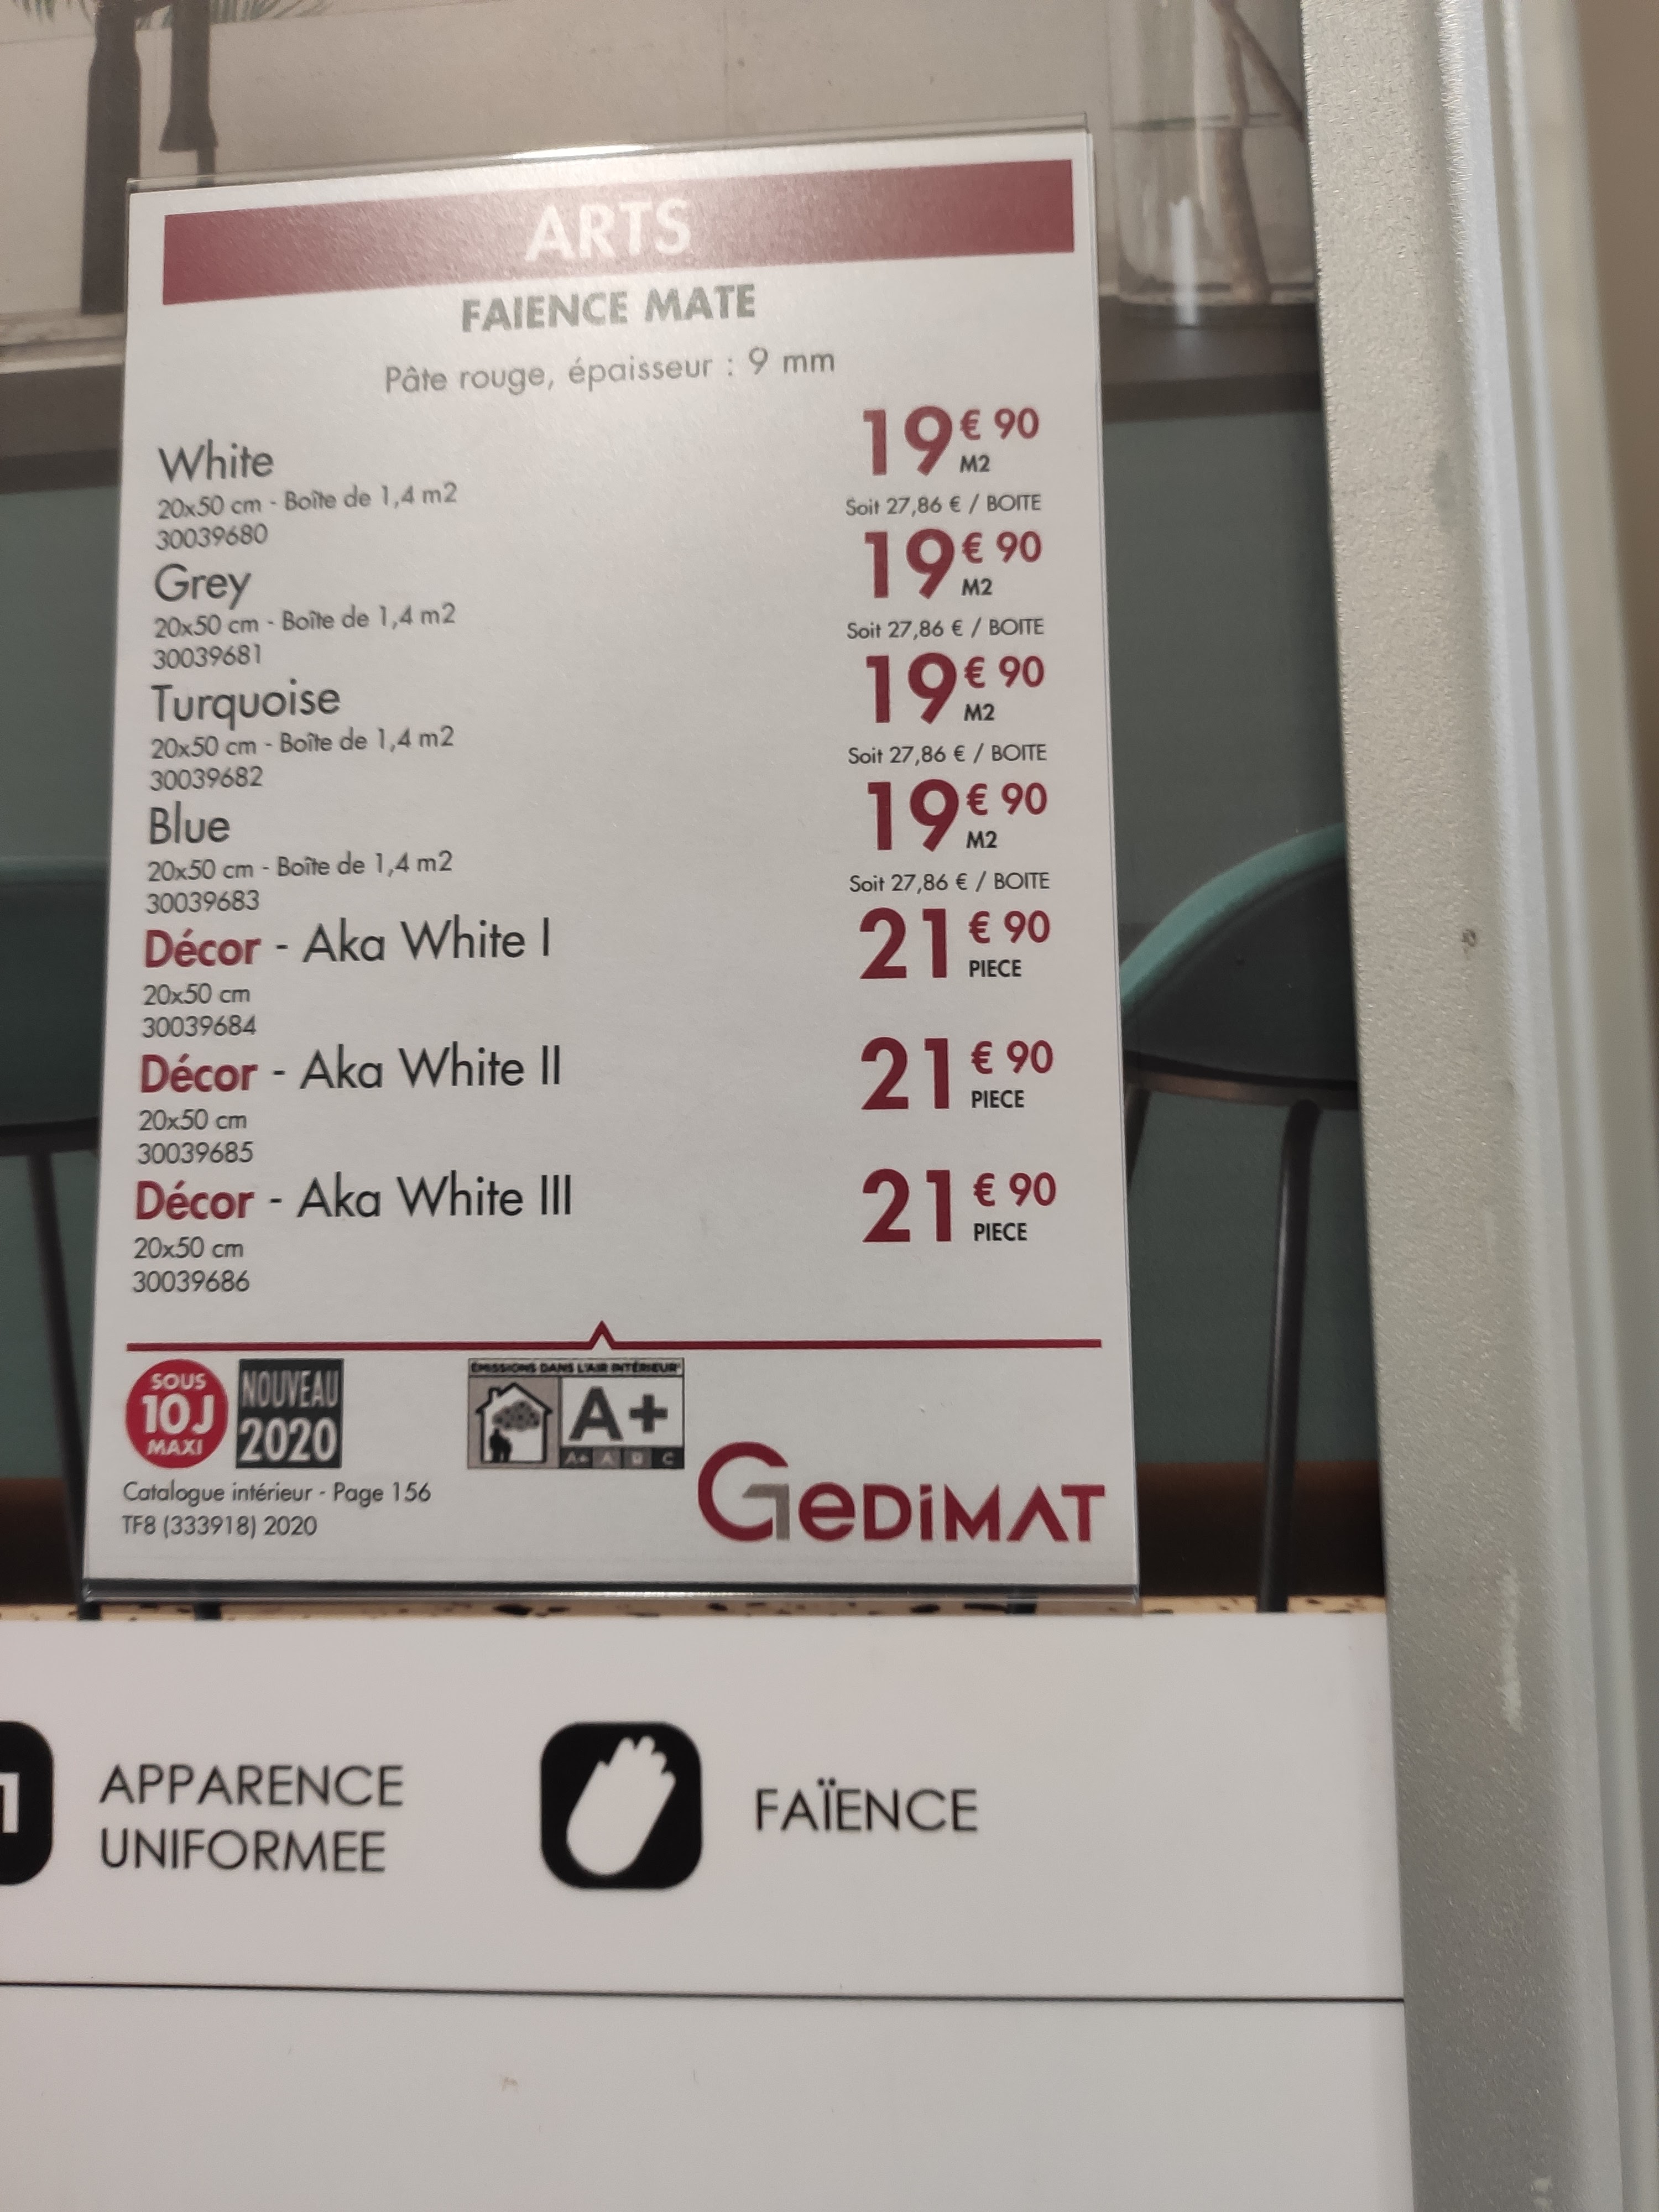 ARTS
FAIENCE MATE
Pâte rouge, épaisseur : 9 mm
White
20x50 cm - Boîte de 1,4 m2
30039680
19€90
M2
Soit 27,86 € / BOITE
Grey
20x50 cm - Boîte de 1,4 m2
30039681
19€90
M2
Soit 27,86 € / BOITE
Turquoise
20x50 cm - Boîte de 1,4 m2
30039682
19€90
M2
Soit 27,86 € / BOITE
Blue
20x50 cm - Boîte de 1,4 m2
30039683
19€90
M2
Soit 27,86 € / BOITE
Décor - Aka White I
20x50 cm
30039684
21€90
PIECE
Décor - Aka White II
20x50 cm
30039685
21€90
PIECE
Décor - Aka White III
20x50 cm
30039686
21€90
PIECE
SOUS
10J
MAXI
NOUVEAU
2020
ÉMISSIONS DANS L'AIR INTÉRIEUR
A+
A+ A B C
Catalogue intérieur - Page 156
TF8 (333918) 2020
GEDIMAT
APPARENCE
UNIFORMEE
FAÏENCE